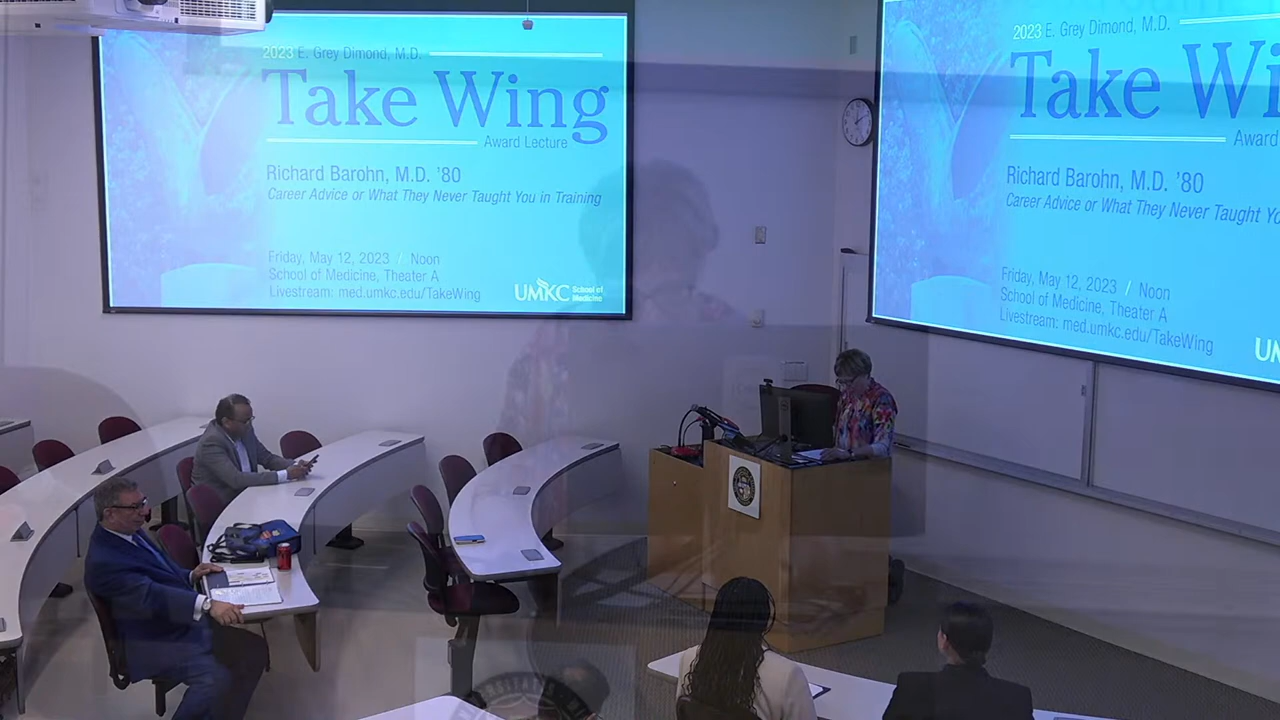 2023 E. Grey Dimond, M.D.
Take Wing
Award Lecture
Richard Barohn, M.D. ’80
Career Advice or What They Never Taught You in Training
Friday, May 12, 2023 / Noon
School of Medicine, Theater A
Livestream: med.umkc.edu/TakeWing
UMKC School of
Medicine
2023 E. Grey Dimond, M.D.
Take Wi
Award
Richard Barohn, M.D. ’80
Career Advice or What They Never Taught Yo
Friday, May 12, 2023 / Noon
School of Medicine, Theater A
Livestream: med.umkc.edu/TakeWing
UM